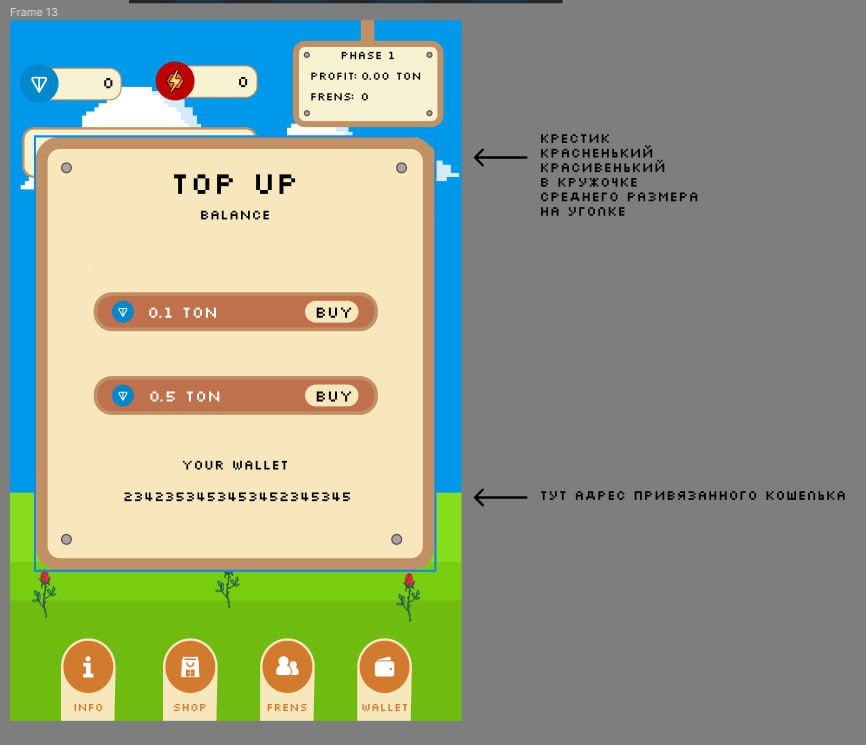 Frame 13
0
0
PHASE 1
PROFIT: 0.00 TON
FRENS: 0
TOP UP
BALANCE
0.1 TON
BUY
0.5 TON
BUY
YOUR WALLET
2342353453453452345345
INFO
SHOP
FRENS
WALLET
КРЕСТИК
КРАСНЕНЬКИЙ
КРАСИВЕНЬКИЙ
В КРУЖОЧКЕ
СРЕДНЕГО РАЗМЕРА
НА УГОЛКЕ
ТУТ АДРЕС ПРИВЯЗАННОГО КОШЕЛЬКА